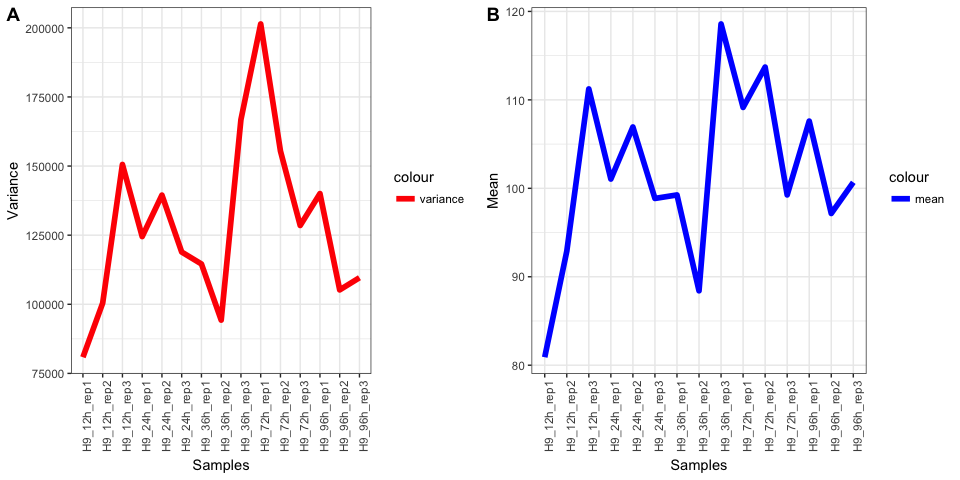 A
Variance
200000
175000
150000
125000
100000
75000
H9_12h_rep1
H9_12h_rep2
H9_12h_rep3
H9_24h_rep1
H9_24h_rep2
H9_24h_rep3
H9_36h_rep1
H9_36h_rep2
H9_36h_rep3
H9_72h_rep1
H9_72h_rep2
H9_72h_rep3
H9_96h_rep1
H9_96h_rep2
H9_96h_rep3
Samples
colour
variance
B
Mean
120
110
100
90
80
H9_12h_rep1
H9_12h_rep2
H9_12h_rep3
H9_24h_rep1
H9_24h_rep2
H9_24h_rep3
H9_36h_rep1
H9_36h_rep2
H9_36h_rep3
H9_72h_rep1
H9_72h_rep2
H9_72h_rep3
H9_96h_rep1
H9_96h_rep2
H9_96h_rep3
Samples
colour
mean